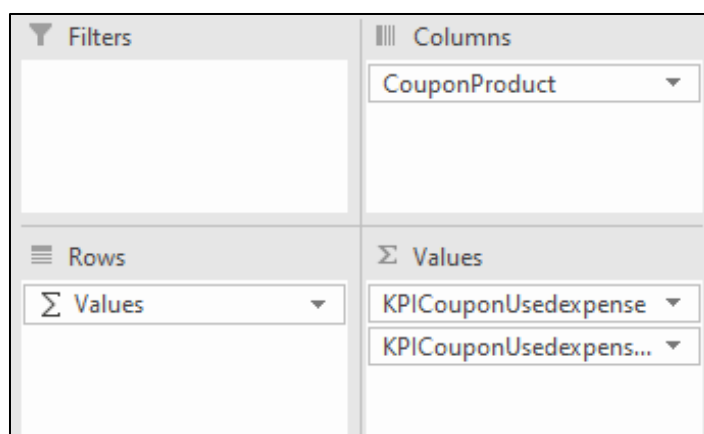 Filters
Columns
CouponProduct
Rows
Σ Values
Σ Values
KPICouponUsedexpense
KPICouponUsedexpens...